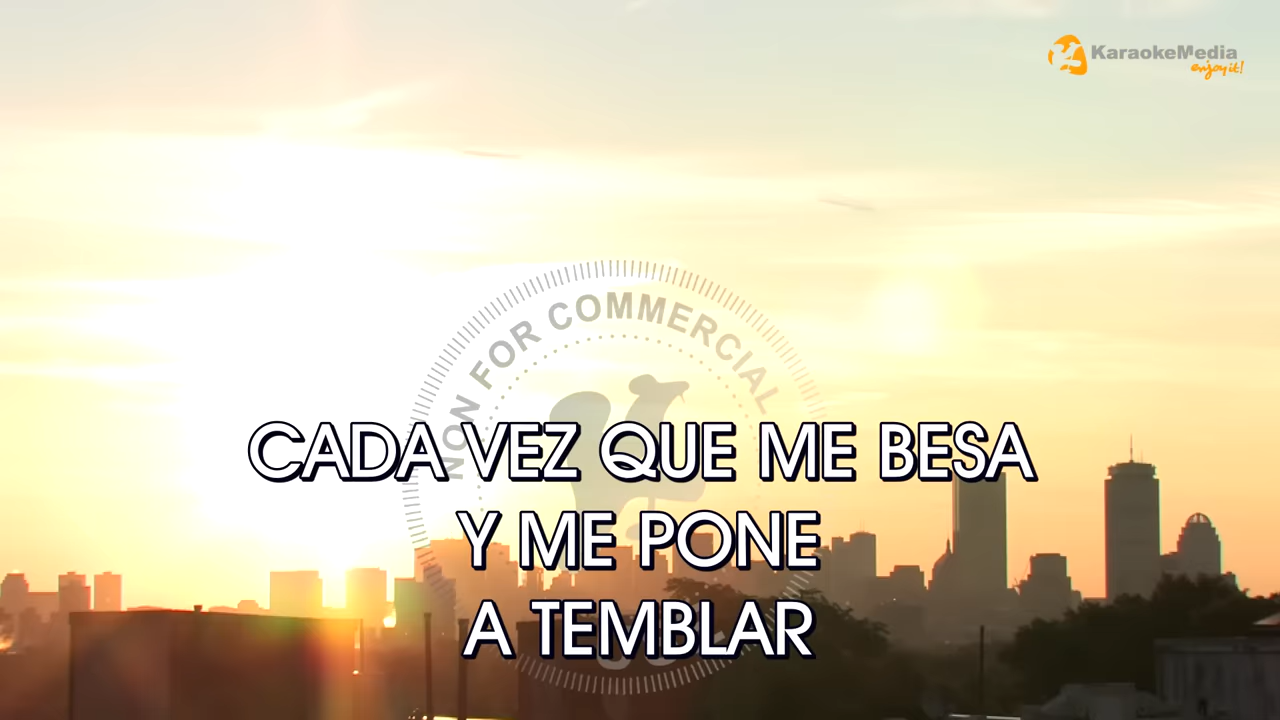 KaraokeMedia
enjoy it!
NON FOR COMMERCIAL
CADA VEZ QUE ME BESA
Y ME PONE
A TEMBLAR